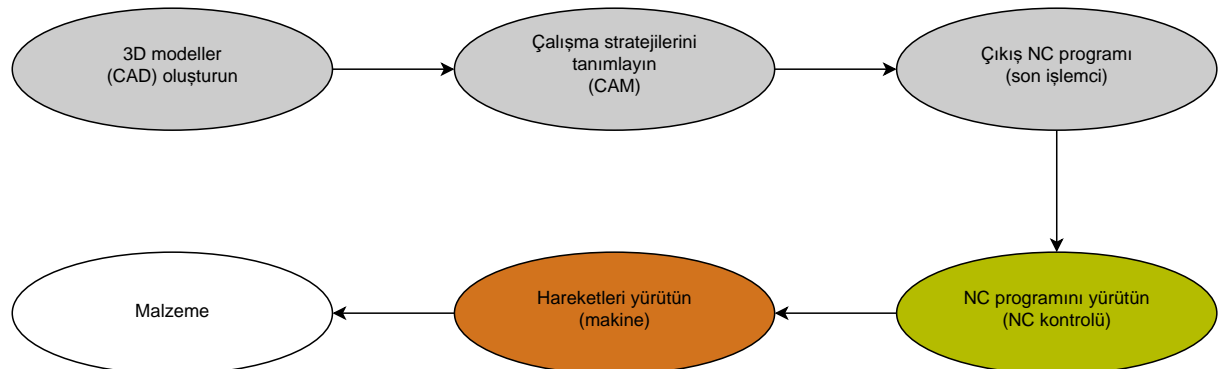 3D modeller
(CAD) oluşturun
Çalışma stratejilerini
tanımlayın
(CAM)
Çıkış NC programı
(son işlemci)
Malzeme
Hareketleri yürütün
(makine)
NC programını yürütün
(NC kontrolü)